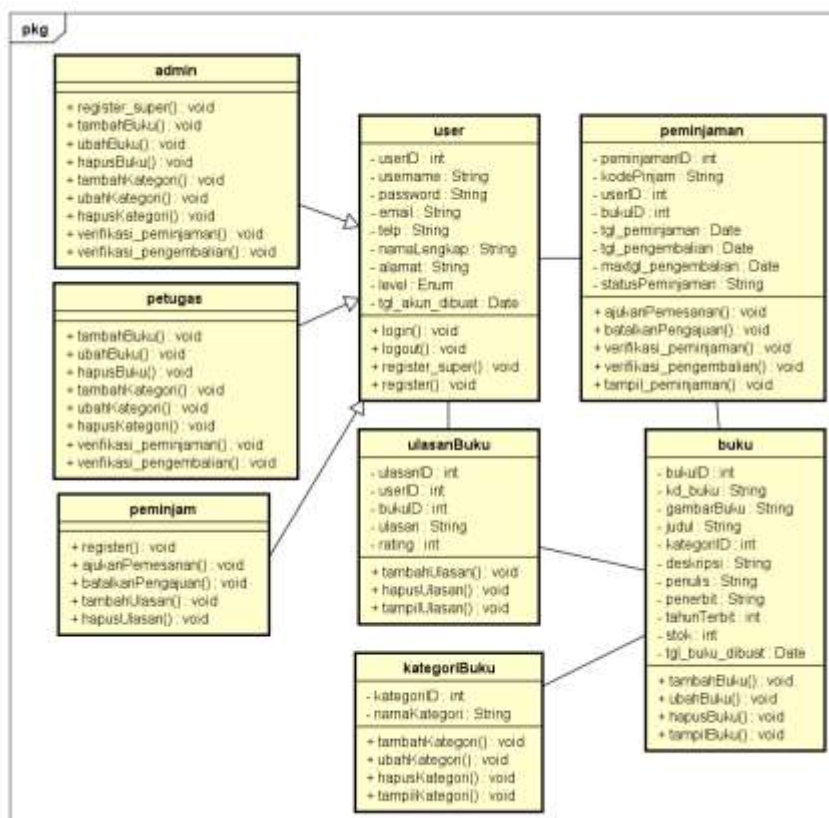 pkg
admin
+ register_super() : void
+ tambahBuku() : void
+ ubahBuku() : void
+ hapusBuku() : void
+ tambahKategori() : void
+ ubahKategori() : void
+ hapusKategori() : void
+ verifikasi_peminjaman() : void
+ verifikasi_pengembalian() : void
petugas
+ tambahBuku() : void
+ ubahBuku() : void
+ hapusBuku() : void
+ tambahKategori() : void
+ ubahKategori() : void
+ hapusKategori() : void
+ verifikasi_peminjaman() : void
+ verifikasi_pengembalian() : void
peminjam
+ register() : void
+ ajukanPemesanan() : void
+ batalkanPengajuan() : void
+ tambahUlasan() : void
+ hapusUlasan() : void
user
- userID : int
- username : String
- password : String
- email : String
- telp : String
- namaLengkap : String
- alamat : String
- level : Enum
- tgl_akun_dibuat : Date
+ login() : void
+ logout() : void
+ register_super() : void
+ register() : void
ulasanBuku
- ulasanID : int
- userID : int
- bukuID : int
- ulasan : String
- rating : int
+ tambahUlasan() : void
+ hapusUlasan() : void
+ tampilUlasan() : void
kategoriBuku
- kategoriID : int
- namaKategori : String
+ tambahKategori() : void
+ ubahKategori() : void
+ hapusKategori() : void
+ tampilKategori() : void
peminjaman
- peminjamanID : int
- kodePinjam : String
- userID : int
- bukuID : int
- tgl_peminjaman : Date
- tgl_pengembalian : Date
- maxtgl_pengembalian : Date
- statusPeminjaman : String
+ ajukanPemesanan() : void
+ batalkanPengajuan() : void
+ verifikasi_peminjaman() : void
+ verifikasi_pengembalian() : void
+ tampil_peminjaman() : void
buku
- bukuID : int
- kd_buku : String
- gambarBuku : String
- judul : String
- kategoriID : int
- deskripsi : String
- penulis : String
- penerbit : String
- tahunTerbit : int
- stok : int
- tgl_buku_dibuat : Date
+ tambahBuku() : void
+ ubahBuku() : void
+ hapusBuku() : void
+ tampilBuku() : void